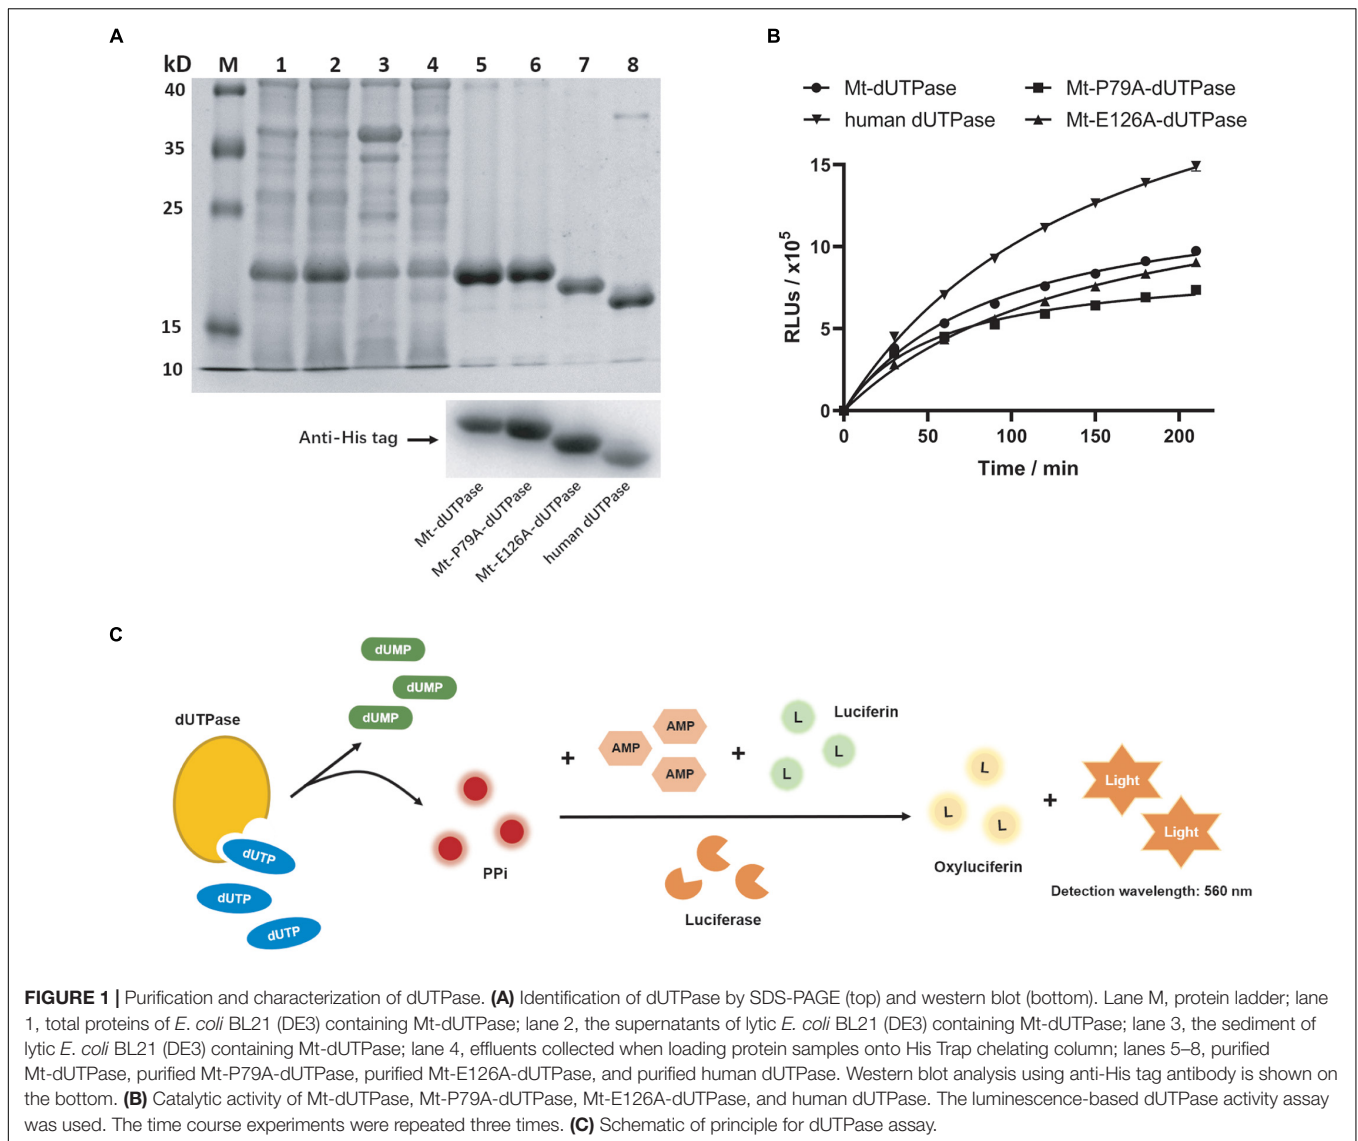 A
kD M 1 2 3 4 5 6 7 8
40
35
25
15
10
Anti-His tag
Mt-dUTPase
Mt-P79A-dUTPase
Mt-E126A-dUTPase
human dUTPase
B
Mt-dUTPase Mt-P79A-dUTPase
human dUTPase Mt-E126A-dUTPase
15
10
5
0
RLUs / x10⁵
0 50 100 150 200
Time / min
C
dUMP
dUMP
dUMP
dUTPase
dUTP
dUTP
dUTP
PPi
+
AMP
AMP
AMP
+
L
L
L
Luciferin
Luciferase
L
L
L
Oxyluciferin
+
Light
Light
Detection wavelength: 560 nm
FIGURE 1 | Purification and characterization of dUTPase. (A) Identification of dUTPase by SDS-PAGE (top) and western blot (bottom). Lane M, protein ladder; lane
1, total proteins of E. coli BL21 (DE3) containing Mt-dUTPase; lane 2, the supernatants of lytic E. coli BL21 (DE3) containing Mt-dUTPase; lane 3, the sediment of
lytic E. coli BL21 (DE3) containing Mt-dUTPase; lane 4, effluents collected when loading protein samples onto His Trap chelating column; lanes 5–8, purified
Mt-dUTPase, purified Mt-P79A-dUTPase, purified Mt-E126A-dUTPase, and purified human dUTPase. Western blot analysis using anti-His tag antibody is shown on
the bottom. (B) Catalytic activity of Mt-dUTPase, Mt-P79A-dUTPase, Mt-E126A-dUTPase, and human dUTPase. The luminescence-based dUTPase activity assay
was used. The time course experiments were repeated three times. (C) Schematic of principle for dUTPase assay.